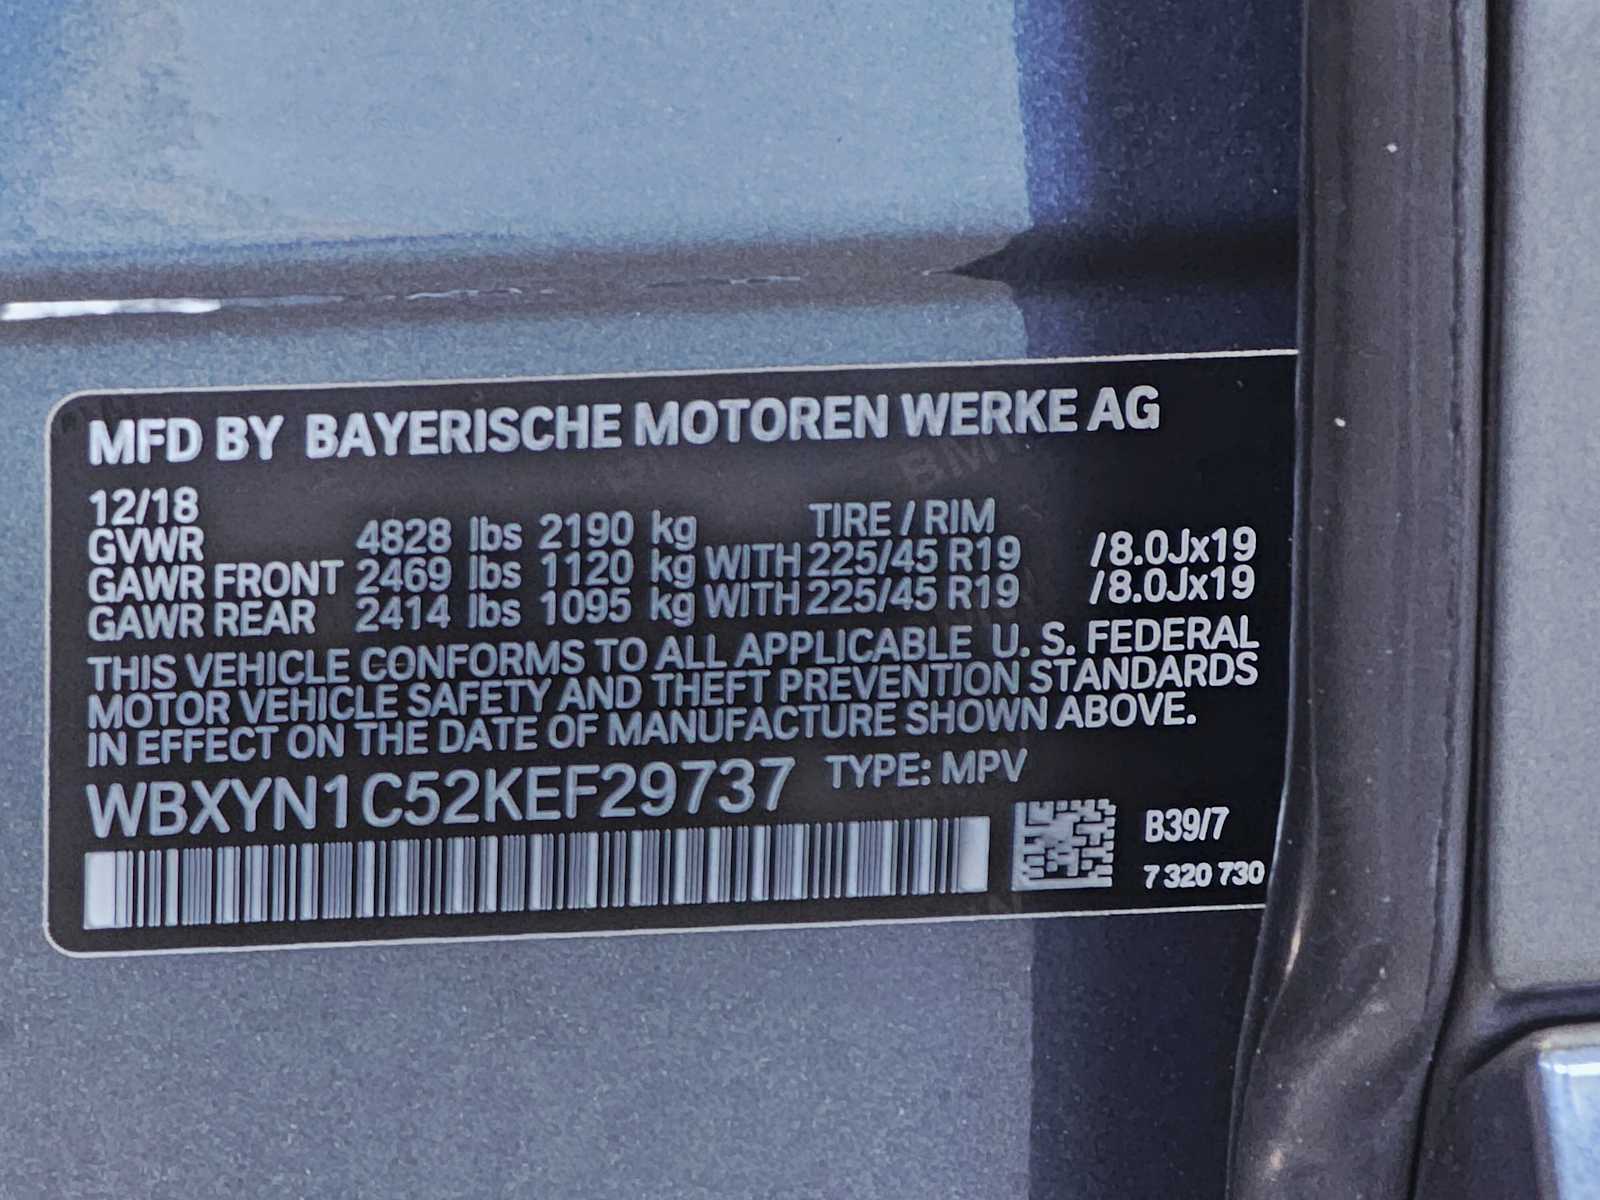 MFD BY BAYERISCHE MOTOREN WERKE AG
12/18
GVWR 4828 lbs 2190 kg TIRE / RIM
GAWR FRONT 2469 lbs 1120 kg WITH 225/45 R19 /8.0Jx19
GAWR REAR 2414 lbs 1095 kg WITH 225/45 R19 /8.0Jx19
THIS VEHICLE CONFORMS TO ALL APPLICABLE U. S. FEDERAL
MOTOR VEHICLE SAFETY AND THEFT PREVENTION STANDARDS
IN EFFECT ON THE DATE OF MANUFACTURE SHOWN ABOVE.
WBXYN1C52KEF29737 TYPE: MPV
B39/7
7 320 730